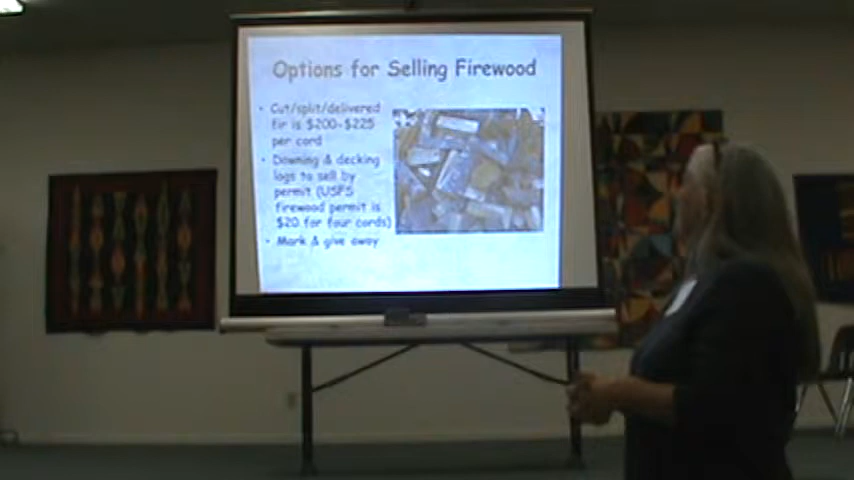 Options for Selling Firewood
• Cut/split/delivered
fir is $200-$225
per cord
• Downing & decking
logs to sell by
permit (USFS
firewood permit is
$20 for four cords)
• Mark & give away